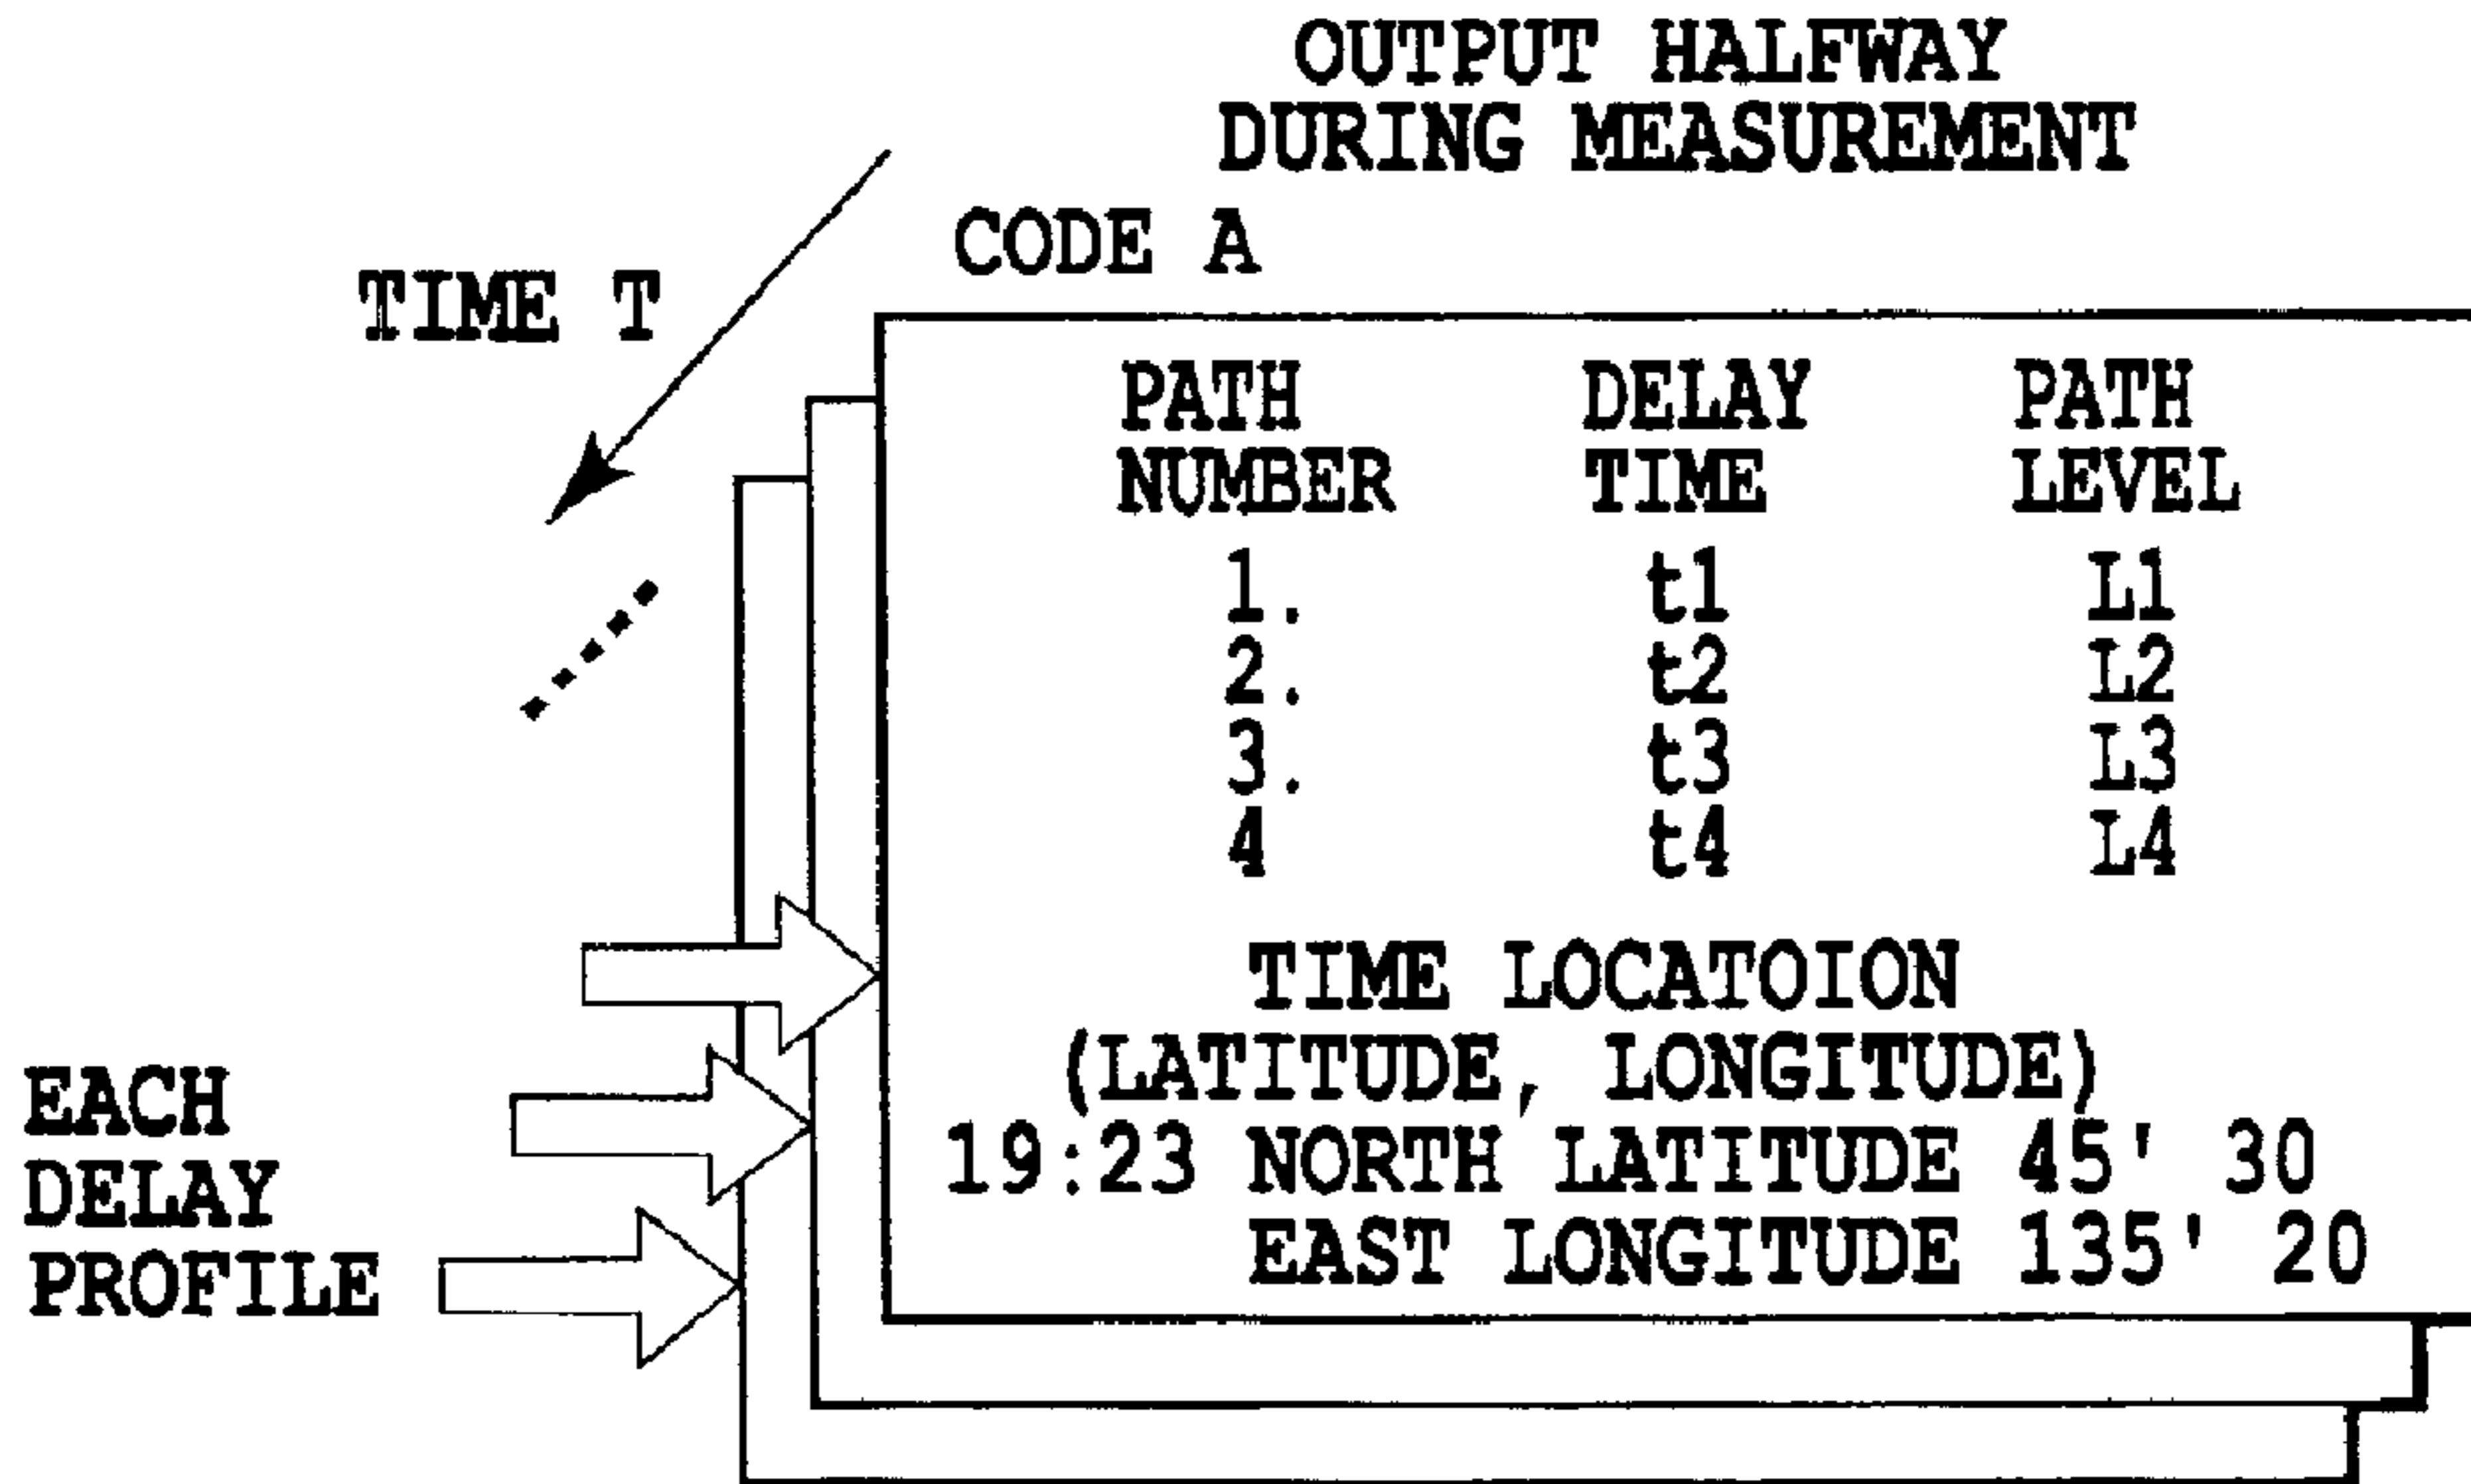 OUTPUT HALFWAY
DURING MEASUREMENT
CODE A
TIME T
PATH DELAY PATH
NUMBER TIME LEVEL
1. t1 L1
2. t2 L2
3. t3 L3
4 t4 L4
TIME LOCATOION
(LATITUDE, LONGITUDE)
19:23 NORTH LATITUDE 45' 30
EAST LONGITUDE 135' 20
EACH
DELAY
PROFILE